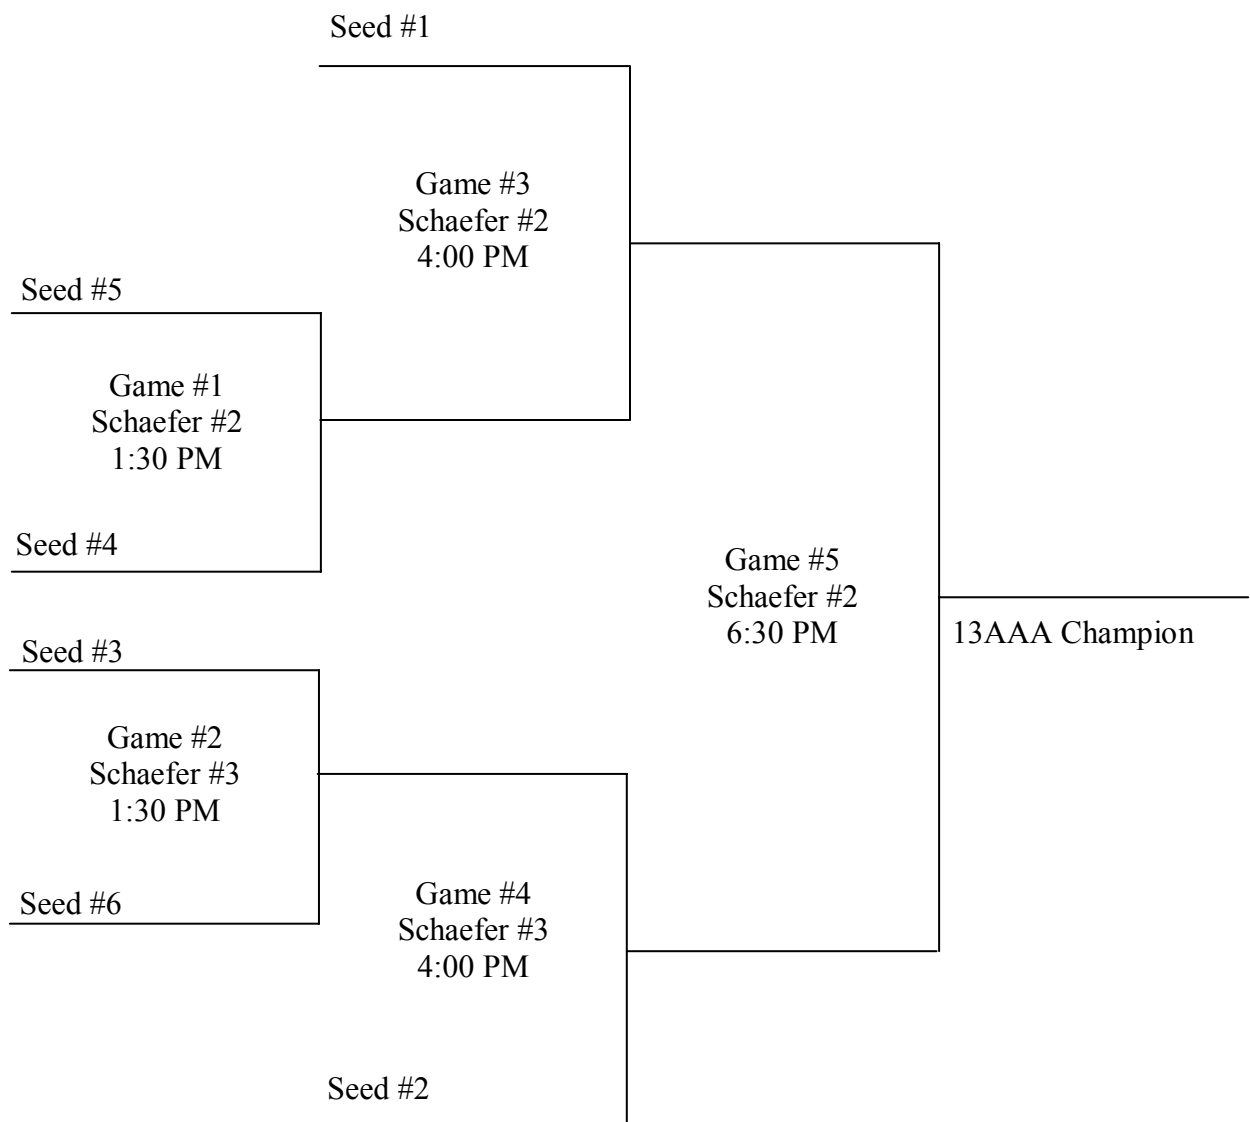 Seed #1
Game #3
Schaefer #2
4:00 PM
Seed #5
Game #1
Schaefer #2
1:30 PM
Seed #4
Game #5
Schaefer #2
6:30 PM
13AAA Champion
Seed #3
Game #2
Schaefer #3
1:30 PM
Seed #6
Game #4
Schaefer #3
4:00 PM
Seed #2